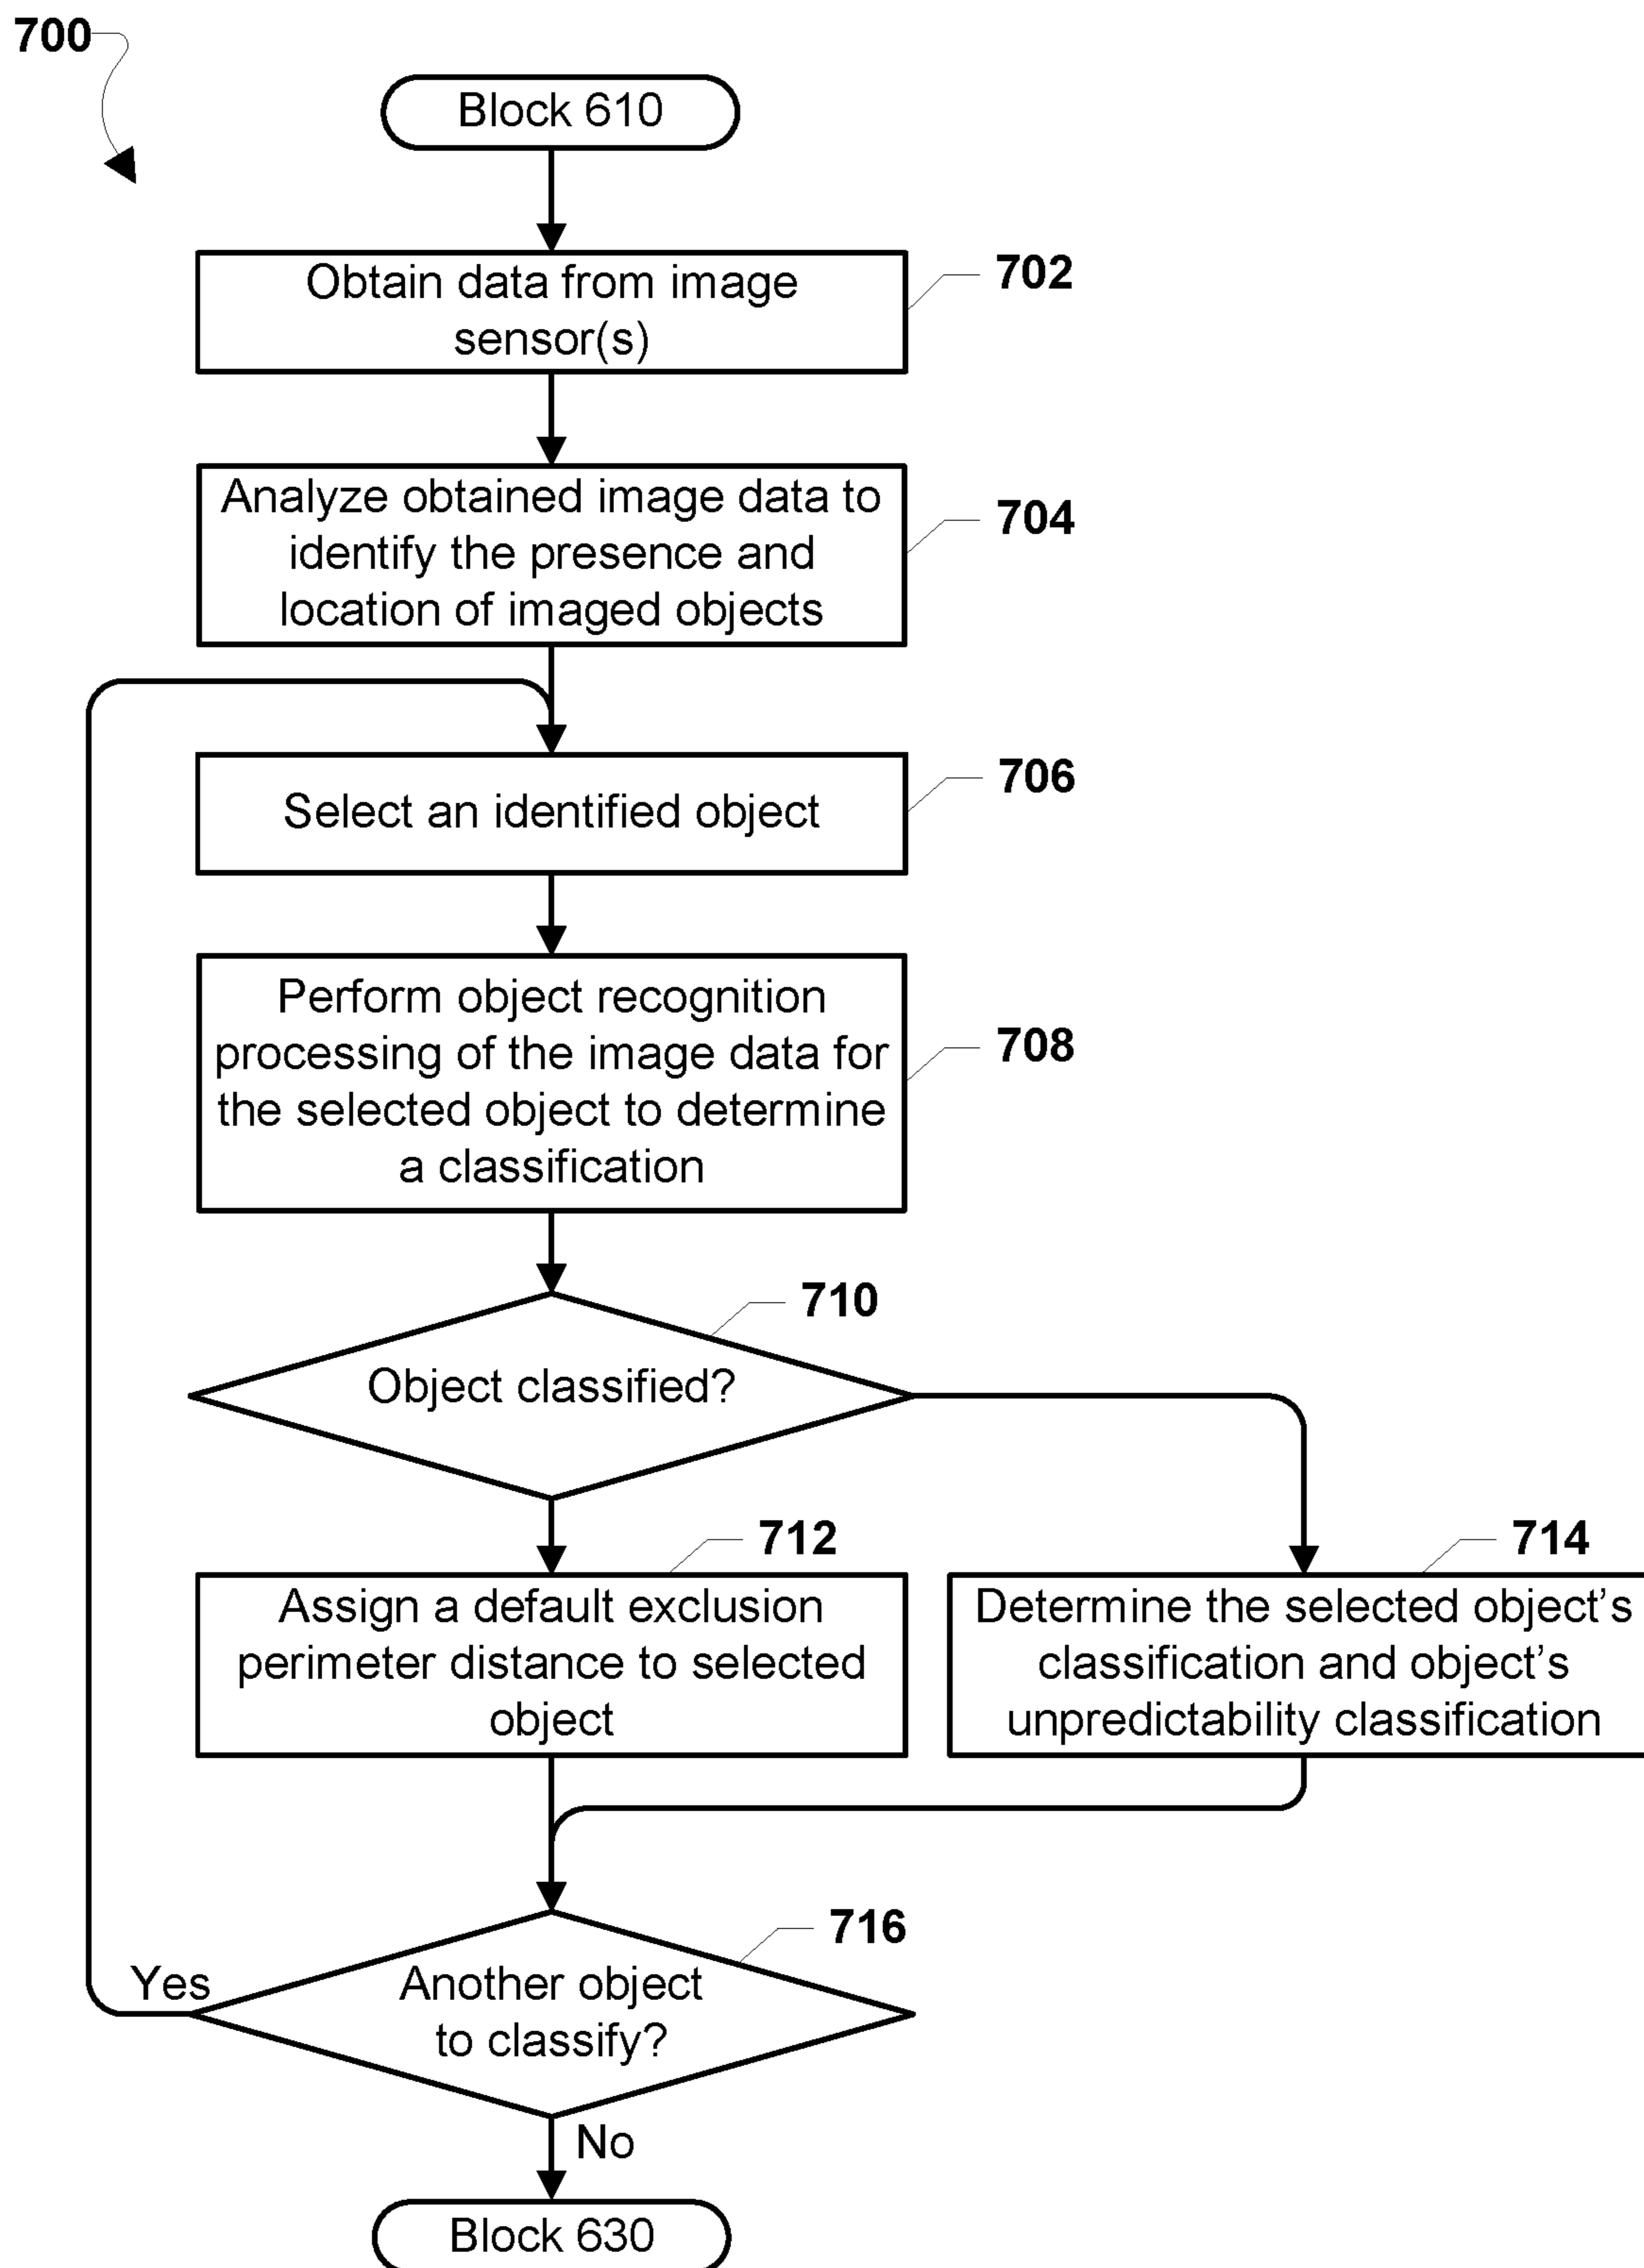 700
Block 610
Obtain data from image
sensor(s)
702
Analyze obtained image data to
identify the presence and
location of imaged objects
704
Select an identified object
706
Perform object recognition
processing of the image data for
the selected object to determine
a classification
708
710
Object classified?
712
Assign a default exclusion
perimeter distance to selected
object
714
Determine the selected object’s
classification and object’s
unpredictability classification
716
Another object
to classify?
Yes
No
Block 630